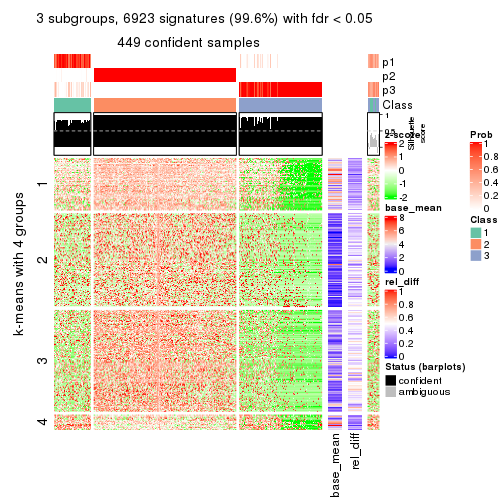 3 subgroups, 6923 signatures (99.6%) with fdr < 0.05
449 confident samples
p1
p2
p3
Class
1
0.5
Silhouette
score
k-means with 4 groups
1
2
3
4
base_mean
rel_diff
z-score
2
1
0
-1
-2
base_mean
8
6
4
2
0
rel_diff
1
0.8
0.6
0.4
0.2
0
Status (barplots)
confident
ambiguous
Prob
1
0.8
0.6
0.4
0.2
0
Class
1
2
3